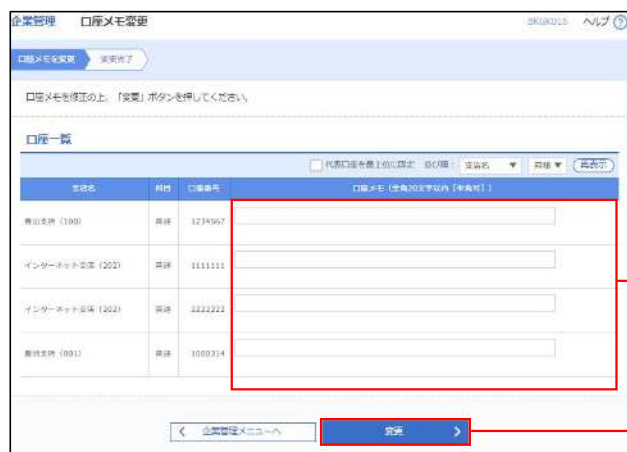 企業管理 口座メモ変更 BKGK015 ヘルプ ?
口座メモを変更 変更完了
口座メモを修正の上、「変更」ボタンを押してください。
口座一覧
代表口座を最上位に固定 並び順： 支店名 ▼ 昇順 ▼ 再表示
支店名 科目 口座番号 口座メモ [全角20文字以内 [半角可] ]
青山支店 (100) 普通 1234567
インターネット支店 (202) 普通 1111111
インターネット支店 (202) 普通 2222222
支店 (001) 普通 1000314
企業管理メニューへ 変更